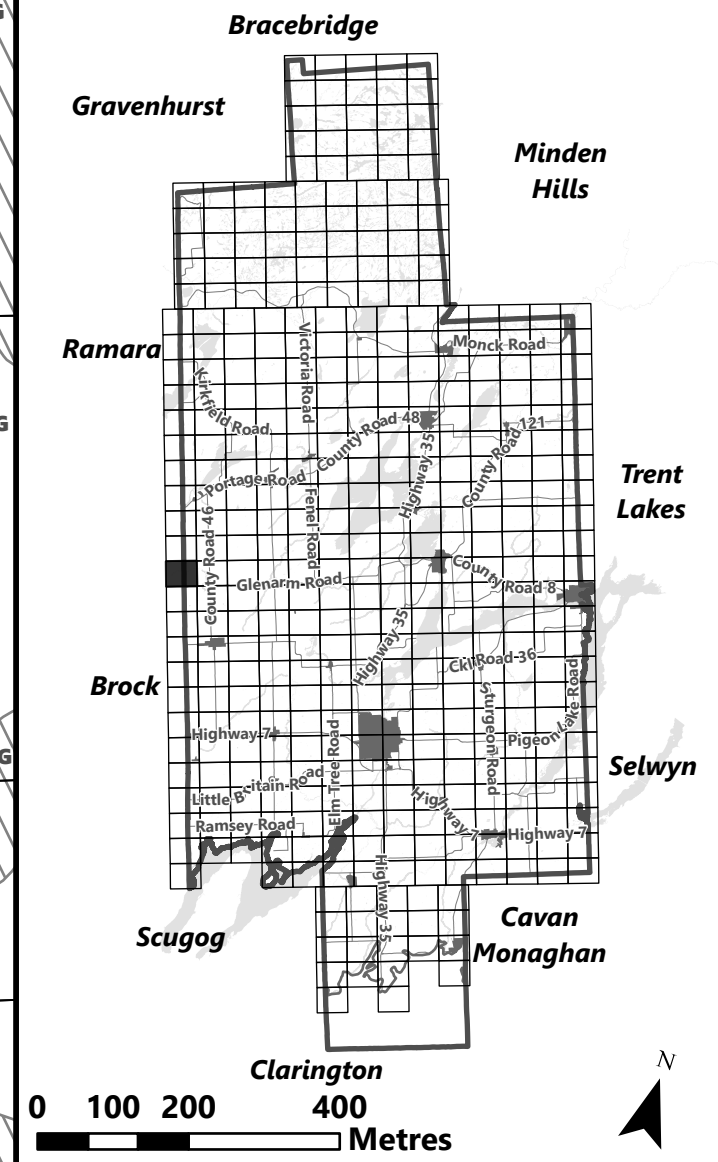 Bracebridge
Gravenhurst
Minden
Hills
Ramara
Monck Road
Victoria Road
Kirkfield Road
County Road 48
121
County Road
Highway 35
Portage Road
Trent
Lakes
Fenel Road
County Road 46
Glenarm Road
County Road 8
Highway 35
Ckl Road 36
Brock
Pigeon Lake Road
Sturgeon Road
Highway 7
Elm Tree Road
Selwyn
Little Britain Road
Highway 7
Ramsey Road
Highway 7
Highway 35
Scugog
Cavan
Monaghan
Clarington
N
0 100 200 400
Metres
G
G
G